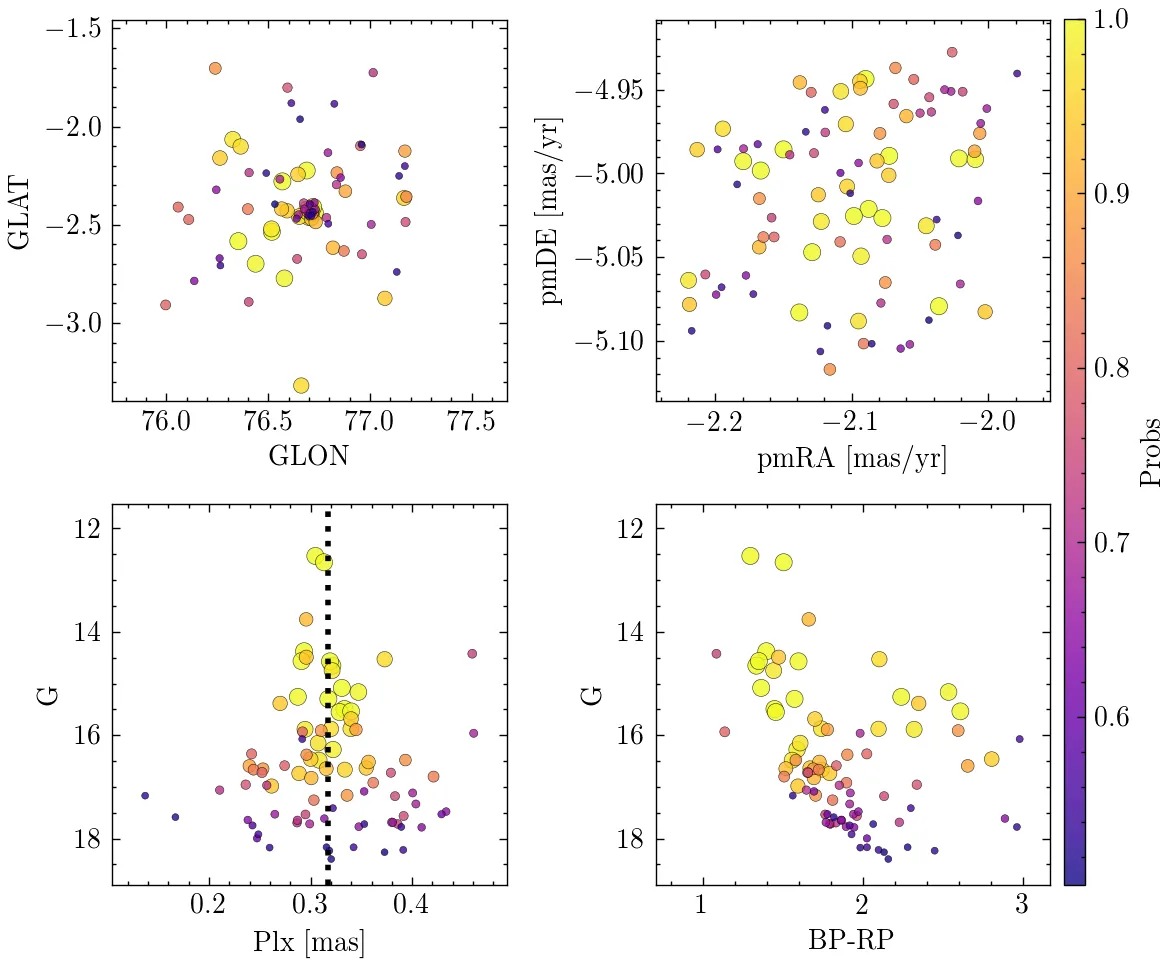 −1.5
−2.0
−2.5
−3.0
GLAT
76.0 76.5 77.0 77.5
GLON
−4.95
−5.00
−5.05
−5.10
pmDE [mas/yr]
−2.2 −2.1 −2.0
pmRA [mas/yr]
12
14
16
18
G
0.2 0.3 0.4
Plx [mas]
12
14
16
18
G
1 2 3
BP-RP
1.0
0.9
0.8
0.7
0.6
Probs